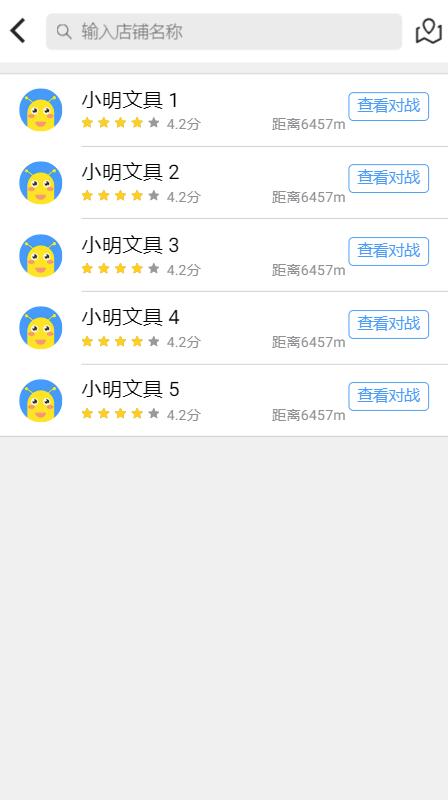 输入店铺名称
小明文具 1
4.2分 距离6457m 查看对战
小明文具 2
4.2分 距离6457m 查看对战
小明文具 3
4.2分 距离6457m 查看对战
小明文具 4
4.2分 距离6457m 查看对战
小明文具 5
4.2分 距离6457m 查看对战